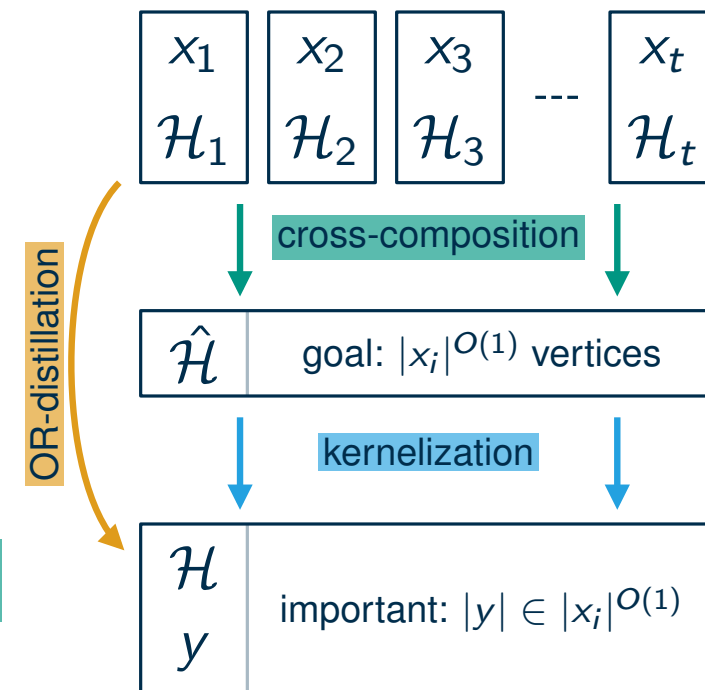 x₁ x₂ x₃ --- xₜ
ℋ₁ ℋ₂ ℋ₃ ℋₜ
cross-composition
OR-distillation
ℋ̂ goal: |xᵢ|^{O(1)} vertices
kernelization
ℋ
important: |y| ∈ |xᵢ|^{O(1)}
y